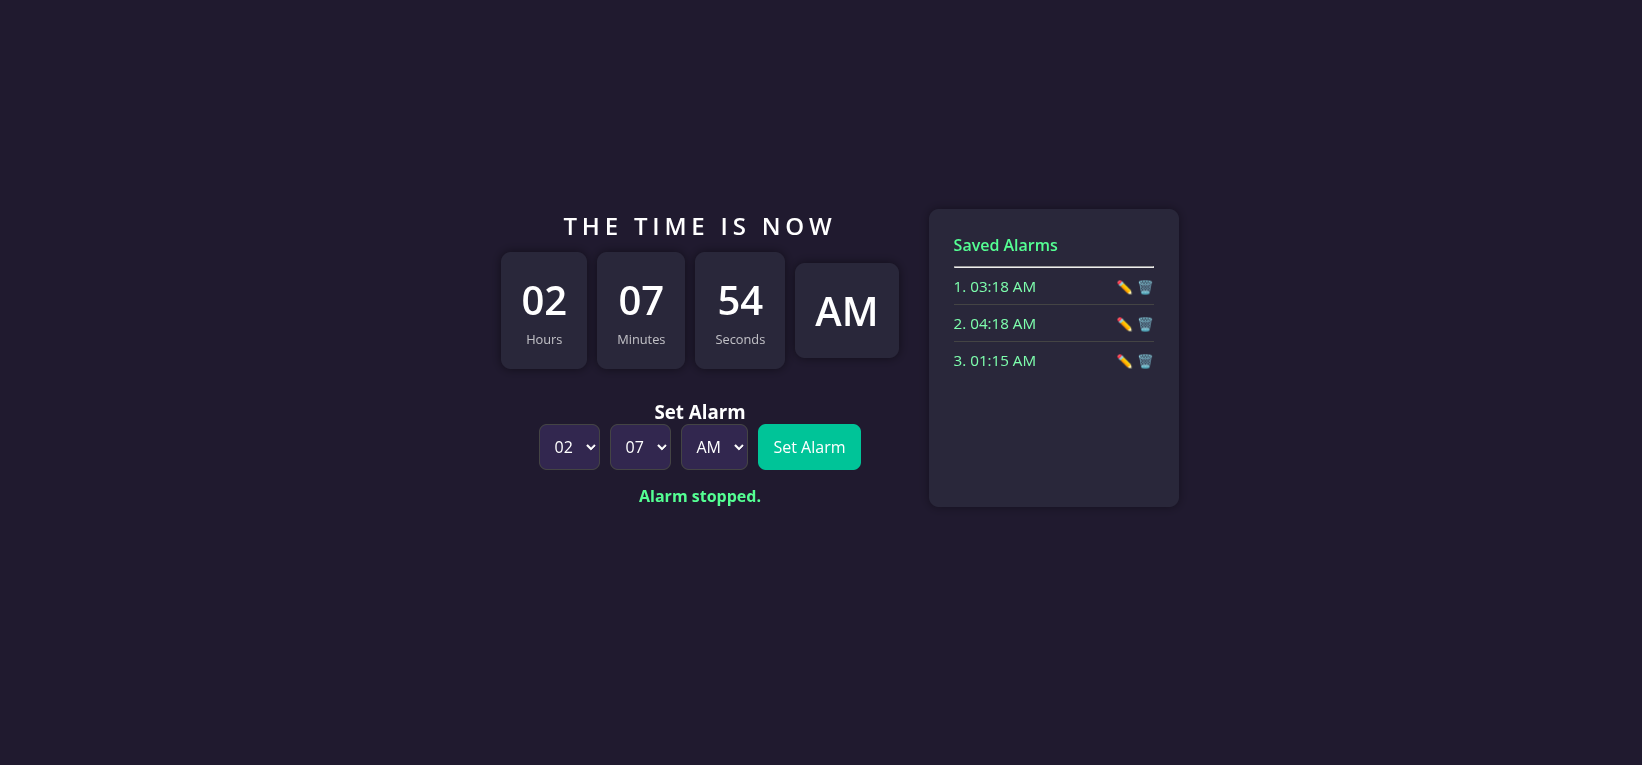 THE TIME IS NOW
02 07 54 AM
Hours Minutes Seconds
Set Alarm
02 07 AM Set Alarm
Alarm stopped.
Saved Alarms
1. 03:18 AM
2. 04:18 AM
3. 01:15 AM